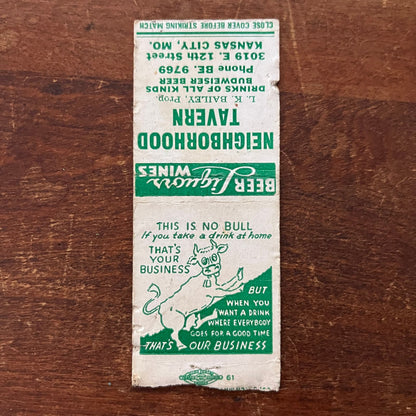 THIS IS NO BULL
If you take a drink at home
THAT'S
YOUR
BUSINESS
BUT
WHEN YOU
WANT A DRINK
WHERE EVERYBODY
GOES FOR A GOOD TIME
THAT'S OUR BUSINESS
19
BEER Liquors WINES
NEIGHBORHOOD
TAVERN
L. K. BAILEY, Prop.
DRINKS OF ALL KINDS
BUDWEISER BEER
Phone BE. 9769
3019 E. 12th Street
KANSAS CITY, MO.
CLOSE COVER BEFORE STRIKING MATCH